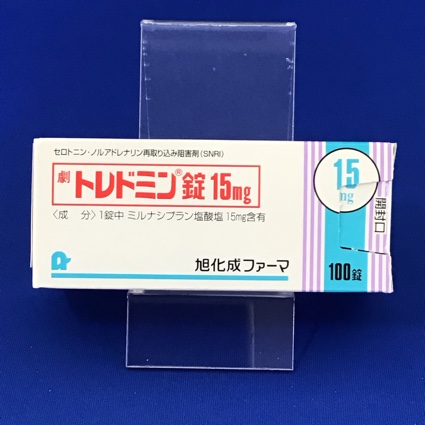 セロトニン・ノルアドレナリン再取り込み阻害剤(SNRI)
劇 トレドミン®錠 15mg
〈成 分〉1錠中 ミルナシプラン塩酸塩 15mg含有
旭化成ファーマ
15
mg
開封口
100錠